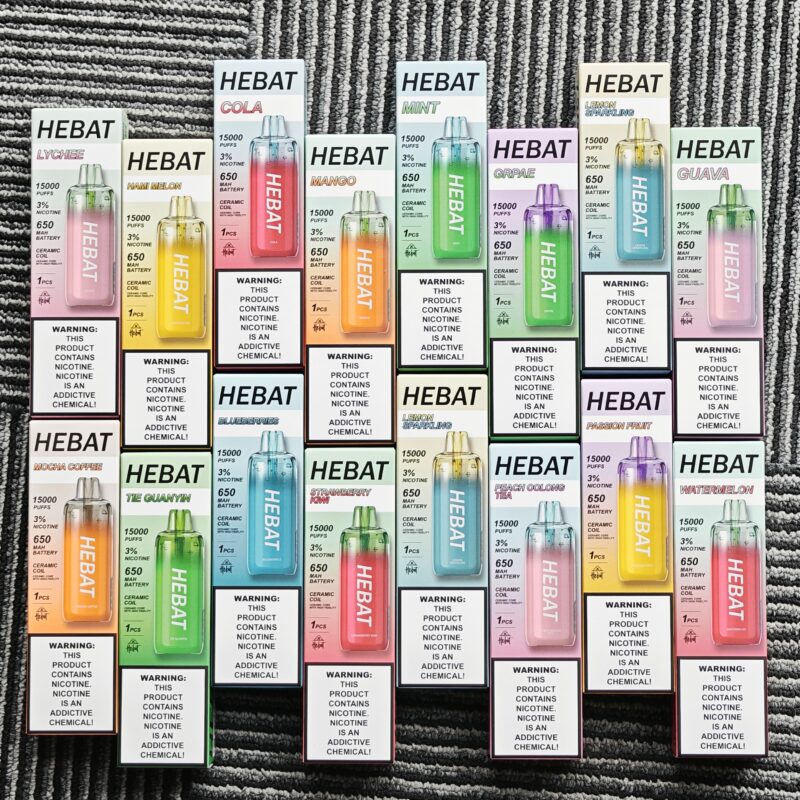 HEBAT
LYCHEE
15000
PUFFS
3%
NICOTINE
650
MAH
BATTERY
CERAMIC
COIL
1PCS
HEBAT
WARNING:
THIS
PRODUCT
CONTAINS
NICOTINE.
NICOTINE
IS AN
ADDICTIVE
CHEMICAL!
HEBAT
HAMI MELON
15000
PUFFS
3%
NICOTINE
650
MAH
BATTERY
CERAMIC
COIL
1PCS
HEBAT
WARNING:
THIS
PRODUCT
CONTAINS
NICOTINE.
NICOTINE
IS AN
ADDICTIVE
CHEMICAL!
HEBAT
COLA
15000
PUFFS
3%
NICOTINE
650
MAH
BATTERY
CERAMIC
COIL
1PCS
HEBAT
WARNING:
THIS
PRODUCT
CONTAINS
NICOTINE.
NICOTINE
IS AN
ADDICTIVE
CHEMICAL!
HEBAT
MANGO
15000
PUFFS
3%
NICOTINE
650
MAH
BATTERY
CERAMIC
COIL
1PCS
HEBAT
WARNING:
THIS
PRODUCT
CONTAINS
NICOTINE.
NICOTINE
IS AN
ADDICTIVE
CHEMICAL!
HEBAT
MINT
15000
PUFFS
3%
NICOTINE
650
MAH
BATTERY
CERAMIC
COIL
1PCS
HEBAT
WARNING:
THIS
PRODUCT
CONTAINS
NICOTINE.
NICOTINE
IS AN
ADDICTIVE
CHEMICAL!
HEBAT
GRPAE
15000
PUFFS
3%
NICOTINE
650
MAH
BATTERY
CERAMIC
COIL
1PCS
HEBAT
WARNING:
THIS
PRODUCT
CONTAINS
NICOTINE.
NICOTINE
IS AN
ADDICTIVE
CHEMICAL!
HEBAT
LEMON
SPARKLING
15000
PUFFS
3%
NICOTINE
650
MAH
BATTERY
CERAMIC
COIL
1PCS
HEBAT
WARNING:
THIS
PRODUCT
CONTAINS
NICOTINE.
NICOTINE
IS AN
ADDICTIVE
CHEMICAL!
HEBAT
GUAVA
15000
PUFFS
3%
NICOTINE
650
MAH
BATTERY
CERAMIC
COIL
1PCS
HEBAT
WARNING:
THIS
PRODUCT
CONTAINS
NICOTINE.
NICOTINE
IS AN
ADDICTIVE
CHEMICAL!
HEBAT
MOCHA COFFEE
15000
PUFFS
3%
NICOTINE
650
MAH
BATTERY
CERAMIC
COIL
1PCS
HEBAT
WARNING:
THIS
PRODUCT
CONTAINS
NICOTINE.
NICOTINE
IS AN
ADDICTIVE
CHEMICAL!
HEBAT
TIE GUANYIN
15000
PUFFS
3%
NICOTINE
650
MAH
BATTERY
CERAMIC
COIL
1PCS
HEBAT
WARNING:
THIS
PRODUCT
CONTAINS
NICOTINE.
NICOTINE
IS AN
ADDICTIVE
CHEMICAL!
HEBAT
BLUEBERRIES
15000
PUFFS
3%
NICOTINE
650
MAH
BATTERY
CERAMIC
COIL
1PCS
HEBAT
WARNING:
THIS
PRODUCT
CONTAINS
NICOTINE.
NICOTINE
IS AN
ADDICTIVE
CHEMICAL!
HEBAT
STRAWBERRY
KIWI
15000
PUFFS
3%
NICOTINE
650
MAH
BATTERY
CERAMIC
COIL
1PCS
HEBAT
WARNING:
THIS
PRODUCT
CONTAINS
NICOTINE.
NICOTINE
IS AN
ADDICTIVE
CHEMICAL!
HEBAT
LEMON
SPARKLING
15000
PUFFS
3%
NICOTINE
650
MAH
BATTERY
CERAMIC
COIL
1PCS
HEBAT
WARNING:
THIS
PRODUCT
CONTAINS
NICOTINE.
NICOTINE
IS AN
ADDICTIVE
CHEMICAL!
HEBAT
PEACH OOLONG
TEA
15000
PUFFS
3%
NICOTINE
650
MAH
BATTERY
CERAMIC
COIL
1PCS
HEBAT
WARNING:
THIS
PRODUCT
CONTAINS
NICOTINE.
NICOTINE
IS AN
ADDICTIVE
CHEMICAL!
HEBAT
PASSION FRUIT
15000
PUFFS
3%
NICOTINE
650
MAH
BATTERY
CERAMIC
COIL
1PCS
HEBAT
WARNING:
THIS
PRODUCT
CONTAINS
NICOTINE.
NICOTINE
IS AN
ADDICTIVE
CHEMICAL!
HEBAT
WATERMELON
15000
PUFFS
3%
NICOTINE
650
MAH
BATTERY
CERAMIC
COIL
1PCS
HEBAT
WARNING:
THIS
PRODUCT
CONTAINS
NICOTINE.
NICOTINE
IS AN
ADDICTIVE
CHEMICAL!